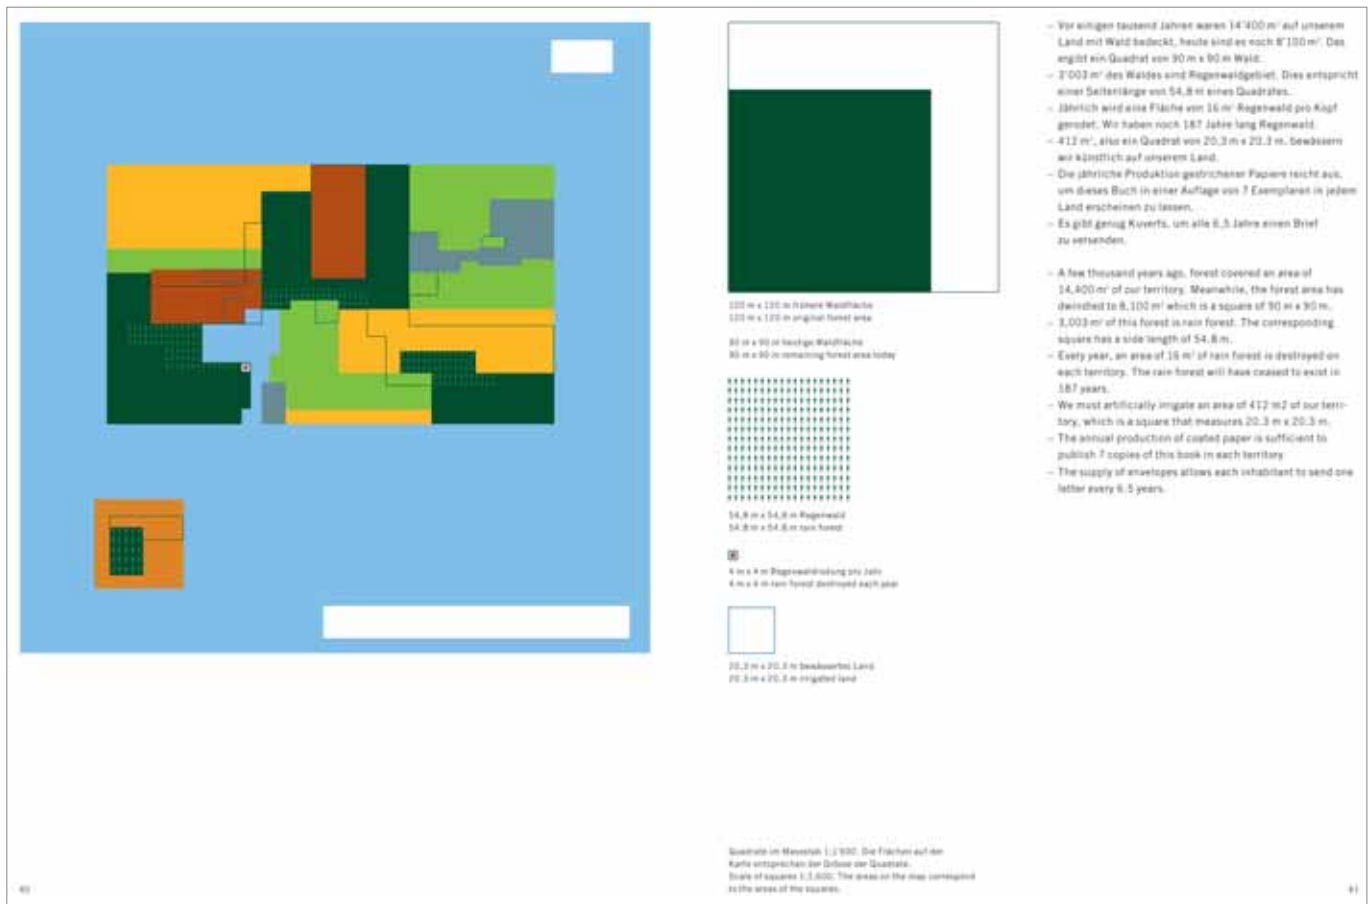 – Vor einigen tausend Jahren waren 14'400 m² auf unserem
Land mit Wald bedeckt, heute sind es noch 8'100 m². Das
ergibt ein Quadrat von 90 m x 90 m Wald.
– 3'003 m² des Waldes sind Regenwaldgebiet. Dies entspricht
einer Seitenlänge von 54,8 m eines Quadrates.
– Jährlich wird eine Fläche von 16 m² Regenwald pro Kopf
gerodet. Wir haben noch 187 Jahre lang Regenwald.
– 412 m², also ein Quadrat von 20,3 m x 20,3 m, bewässern
wir künstlich auf unserem Land.
– Die jährliche Produktion gestrichener Papiere reicht aus,
um dieses Buch in einer Auflage von 7 Exemplaren in jedem
Land erscheinen zu lassen.
– Es gibt genug Kuverts, um alle 6,5 Jahre einen Brief
zu versenden.
– A few thousand years ago, forest covered an area of
14,400 m² of our territory. Meanwhile, the forest area has
dwindled to 8,100 m² which is a square of 90 m x 90 m.
– 3,003 m² of this forest is rain forest. The corresponding
square has a side length of 54.8 m.
– Every year, an area of 16 m² of rain forest is destroyed on
each territory. The rain forest will have ceased to exist in
187 years.
– We must artificially irrigate an area of 412 m2 of our terri-
tory, which is a square that measures 20.3 m x 20.3 m.
– The annual production of coated paper is sufficient to
publish 7 copies of this book in each territory
– The supply of envelopes allows each inhabitant to send one
letter every 6.5 years.
120 m x 120 m frühere Waldfläche
120 m x 120 m original forest area
90 m x 90 m heutige Waldfläche
90 m x 90 m remaining forest area today
54,8 m x 54,8 m Regenwald
54.8 m x 54.8 m rain forest
4 m x 4 m Regenwaldrodung pro Jahr
4 m x 4 m rain forest destroyed each year
20,3 m x 20,3 m bewässertes Land
20.3 m x 20.3 m irrigated land
Quadrate im Massstab 1:1'600. Die Flächen auf der
Karte entsprechen der Grösse der Quadrate.
Scale of squares 1:1,600. The areas on the map correspond
to the areas of the squares.
40
41